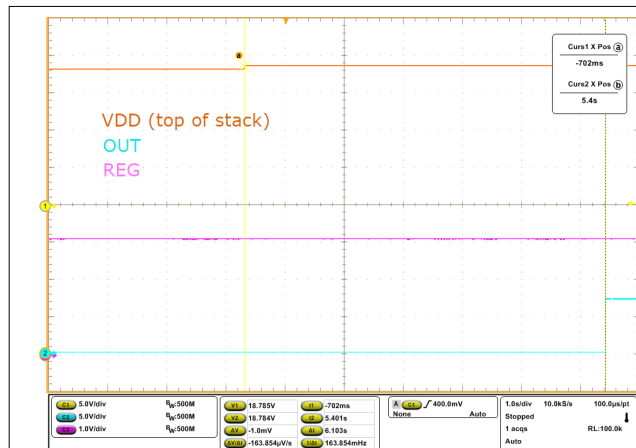 a
Curs1 X Pos a
-702ms
Curs2 X Pos b
5.4s
VDD (top of stack)
OUT
REG
1
2
C1 5.0V/div BW:500M
C2 5.0V/div BW:500M
C3 1.0V/div BW:500M
V1 18.785V t1 -702ms
V2 18.784V t2 5.401s
ΔV -1.0mV Δt 6.103s
ΔV/Δt -163.854µV/s 1/Δt 163.854mHz
A C1 400.0mV
None Auto
1.0s/div 10.0kS/s 100.0µs/pt
Stopped
1 acqs RL:100.0k
Auto